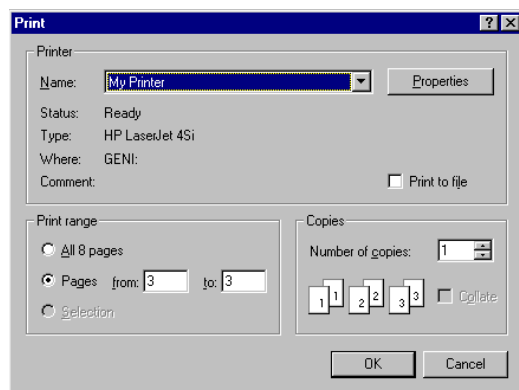 Print
Printer
Name: My Printer Properties
Status: Ready
Type: HP LaserJet 4Si
Where: GENI:
Comment: Print to file
Print range
All 8 pages
Pages from: 3 to: 3
Selection
Copies
Number of copies: 1
1 1 2 2 3 3 Collate
OK Cancel